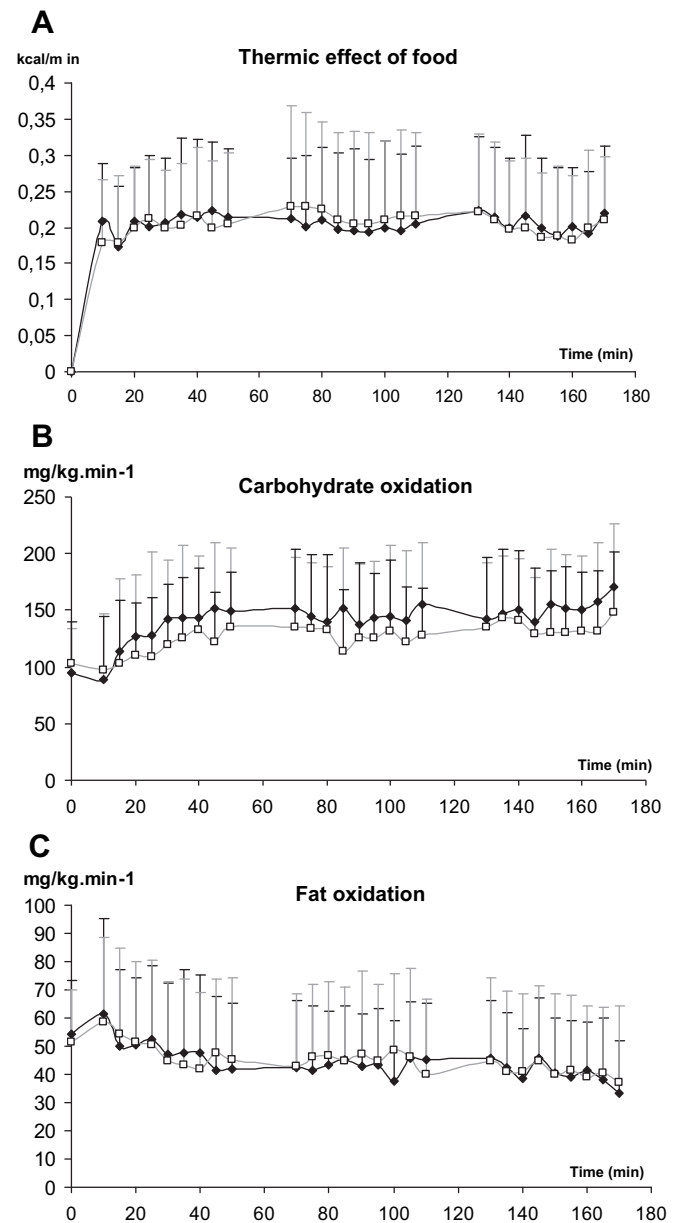 A
kcal/m in
Thermic effect of food
0,4
0,35
0,3
0,25
0,2
0,15
0,1
0,05
0
Time (min)
0 20 40 60 80 100 120 140 160 180
B
mg/kg.min-1
Carbohydrate oxidation
250
200
150
100
50
0
Time (min)
0 20 40 60 80 100 120 140 160 180
C
mg/kg.min-1
Fat oxidation
100
90
80
70
60
50
40
30
20
10
0
Time (min)
0 20 40 60 80 100 120 140 160 180